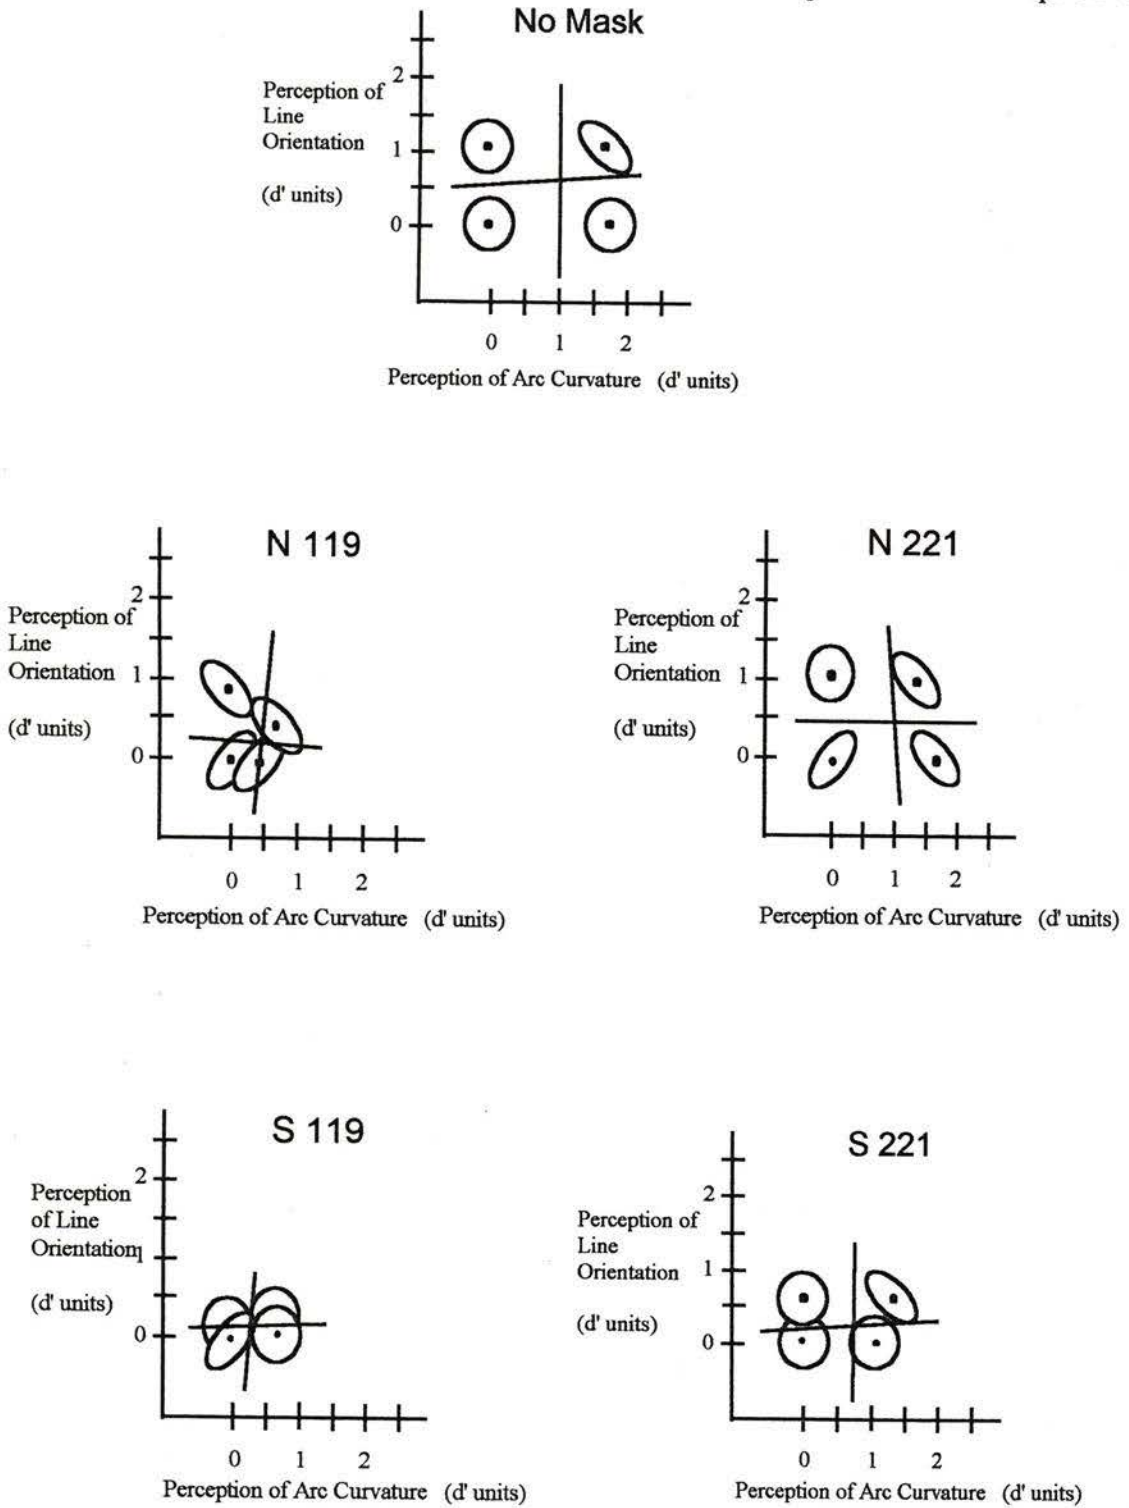 No Mask
Perception of
Line
Orientation
(d' units)
2
1
0
0 1 2
Perception of Arc Curvature (d' units)
N 119
Perception of
Line
Orientation
(d' units)
2
1
0
0 1 2
Perception of Arc Curvature (d' units)
N 221
Perception of
Line
Orientation
(d' units)
2
1
0
0 1 2
Perception of Arc Curvature (d' units)
S 119
Perception
of Line
Orientation
(d' units)
2
1
0
0 1 2
Perception of Arc Curvature (d' units)
S 221
Perception of
Line
Orientation
(d' units)
2
1
0
0 1 2
Perception of Arc Curvature (d' units)